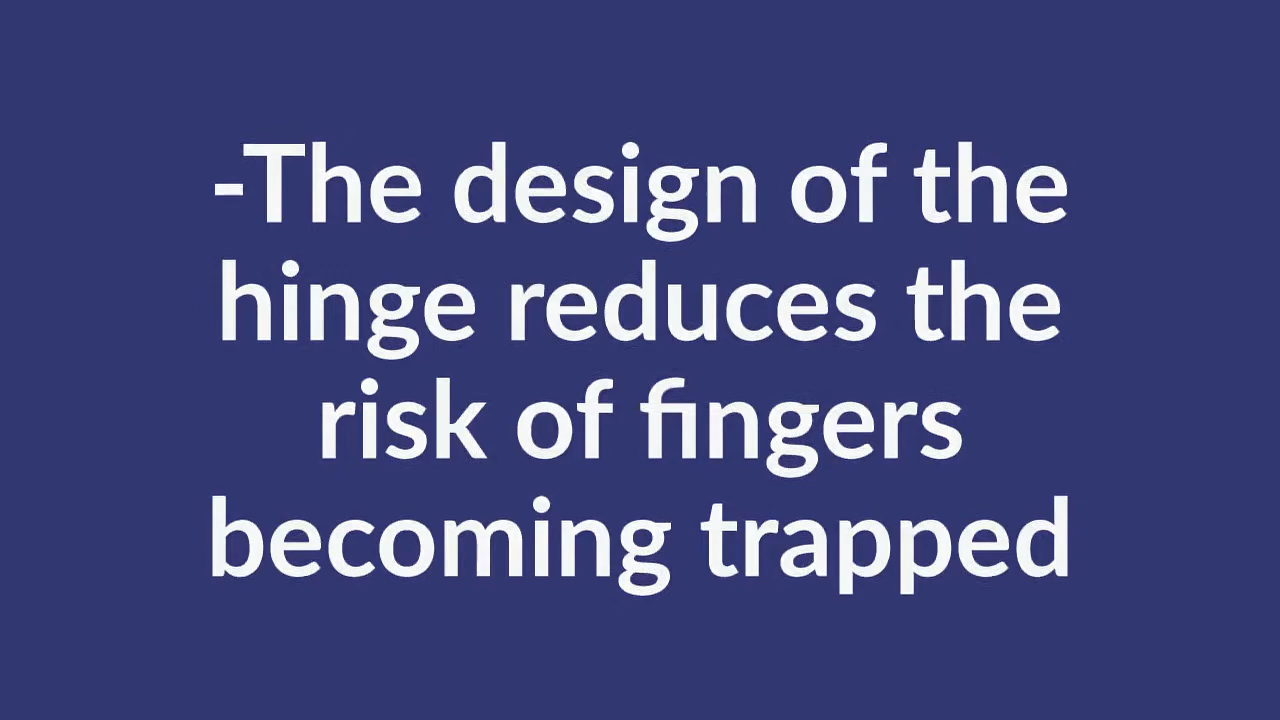 -The design of the
hinge reduces the
risk of fingers
becoming trapped